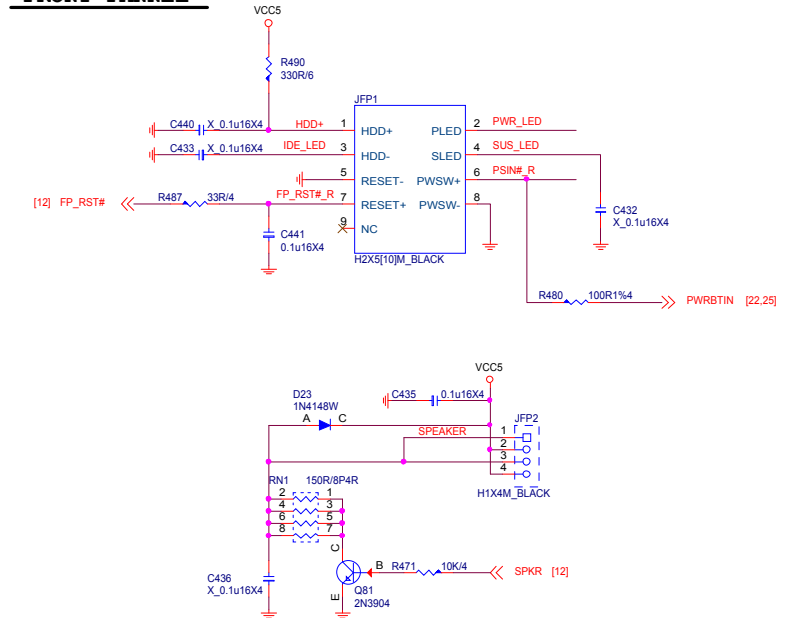 VCC5
R490
330R/6
JFP1
C440 X_0.1u16X4 HDD+ 1 HDD+ PLED 2 PWR_LED
C433 X_0.1u16X4 IDE_LED 3 HDD- SLED 4 SUS_LED
5 RESET- PWSW+ 6 PSIN#_R
[12] FP_RST# R487 33R/4 FP_RST#_R 7 RESET+ PWSW- 8
C432
X_0.1u16X4
9 NC
C441
0.1u16X4
H2X5[10]M_BLACK
R480 100R1%4 PWRBTIN [22,25]
VCC5
D23
1N4148W
C435 0.1u16X4
A C
JFP2
SPEAKER 1
2
3
4
H1X4M_BLACK
RN1 150R/8P4R
2 1
4 3
6 5
8 7
C
C436
X_0.1u16X4
B R471 10K/4 SPKR [12]
E
Q81
2N3904